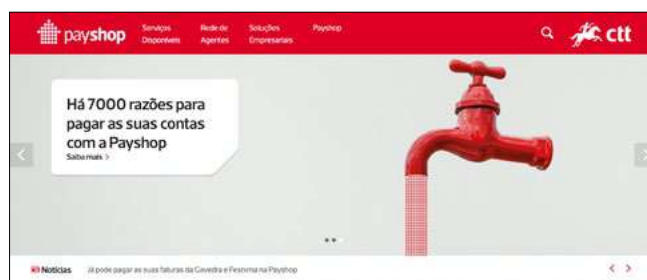 payshop
Serviços Disponíveis
Rede de Agentes
Soluções Empresariais
Payshop
ctt
Há 7000 razões para
pagar as suas contas
com a Payshop
Saiba mais >
Notícias
Já pode pagar as suas faturas da Gavedra e Fesnima na Payshop